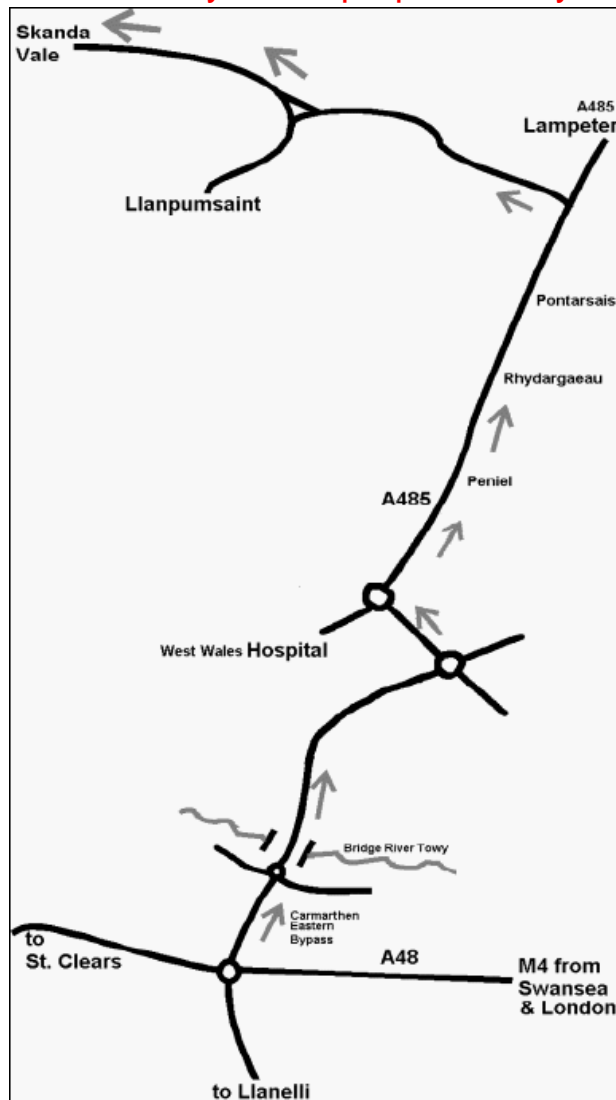 Skanda
Vale
A485
Lampeter
Llanpumsaint
Pontarsais
Rhydargaeau
Peniel
A485
West Wales Hospital
Bridge River Towy
Carmarthen
Eastern
Bypass
to
St. Clears
A48
M4 from
Swansea
& London
to Llanelli